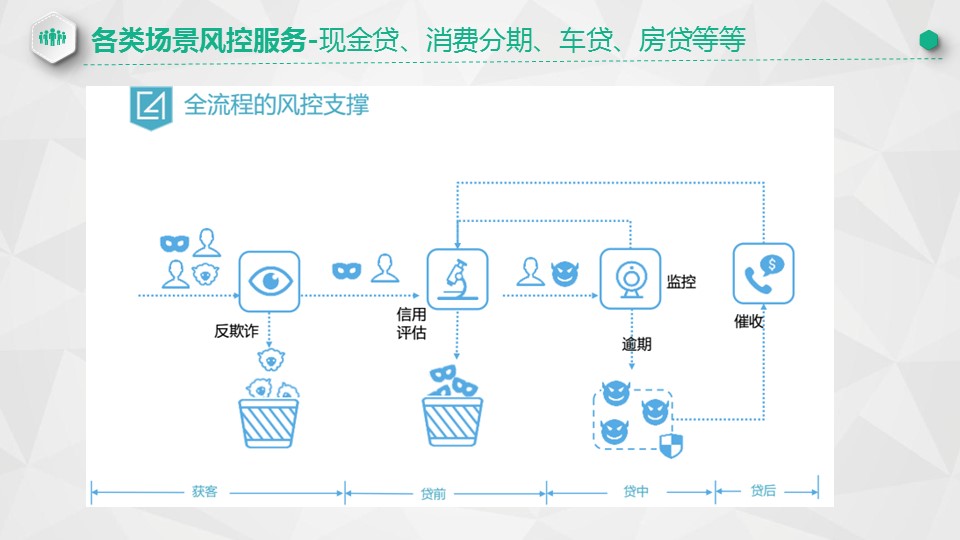 各类场景风控服务-现金贷、消费分期、车贷、房贷等等
全流程的风控支撑
反欺诈
信用
评估
监控
逾期
催收
$
获客
贷前
贷中
贷后